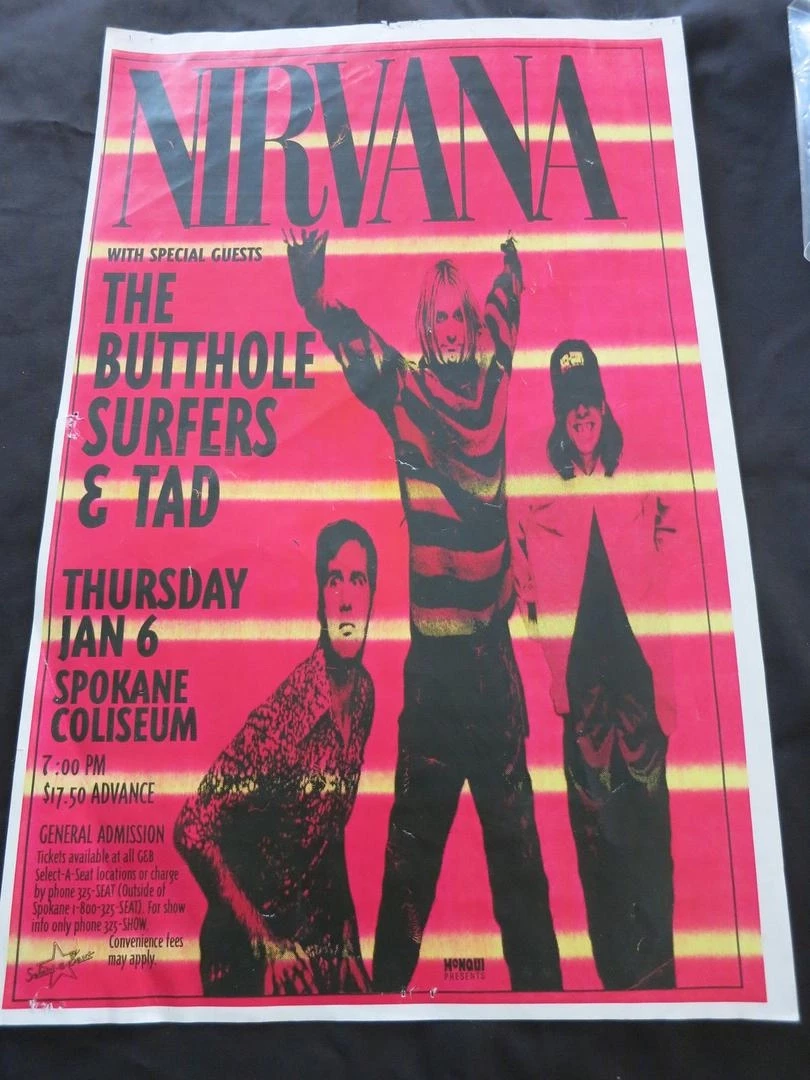 NIRVANA
WITH SPECIAL GUESTS
THE
BUTTHOLE
SURFERS
& TAD
THURSDAY
JAN 6
SPOKANE
COLISEUM
7:00 PM
$17.50 ADVANCE
GENERAL ADMISSION
Tickets available at all G&B
Select-A-Seat locations or charge
by phone 325-SEAT (Outside of
Spokane 1-800-325-SEAT). For show
info only phone 325-SHOW.
Convenience fees
may apply.
MONQUI
PRESENTS